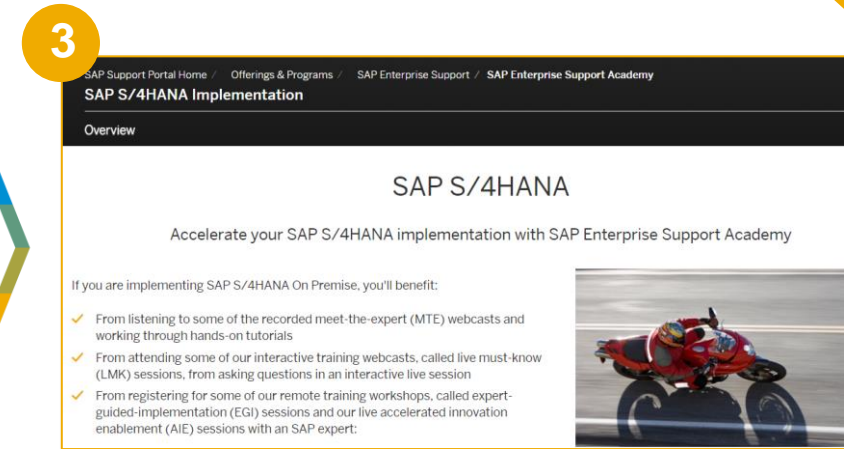 3
SAP Support Portal Home / Offerings & Programs / SAP Enterprise Support / SAP Enterprise Support Academy
SAP S/4HANA Implementation
Overview
SAP S/4HANA
Accelerate your SAP S/4HANA implementation with SAP Enterprise Support Academy
If you are implementing SAP S/4HANA On Premise, you'll benefit:
From listening to some of the recorded meet-the-expert (MTE) webcasts and
working through hands-on tutorials
From attending some of our interactive training webcasts, called live must-know
(LMK) sessions, from asking questions in an interactive live session
From registering for some of our remote training workshops, called expert-
guided-implementation (EGI) sessions and our live accelerated innovation
enablement (AIE) sessions with an SAP expert: